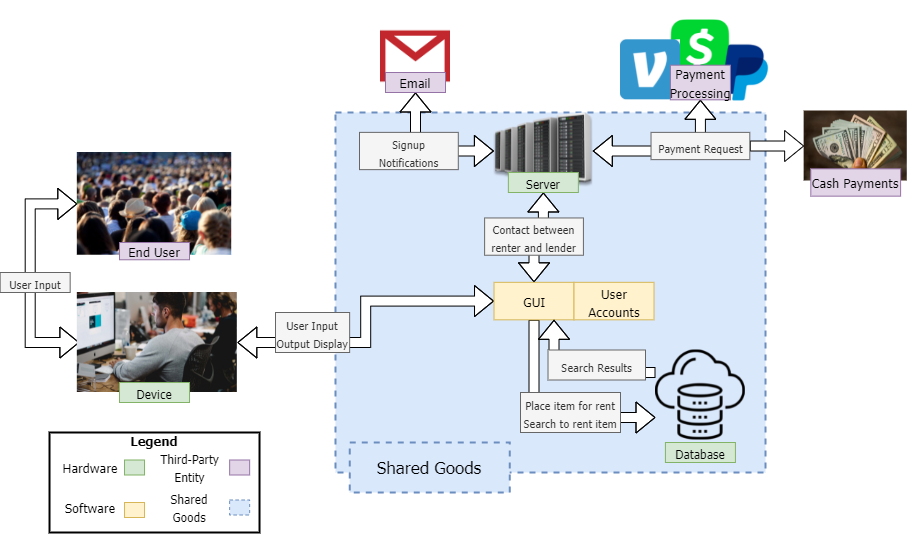 Email
Payment
Processing
Signup
Notifications
Payment Request
Cash Payments
Server
End User
Contact between
renter and lender
User Input
GUI
User
Accounts
User Input
Output Display
Search Results
Device
Place item for rent
Search to rent item
Database
Shared Goods
Legend
Hardware
Third-Party
Entity
Software
Shared
Goods